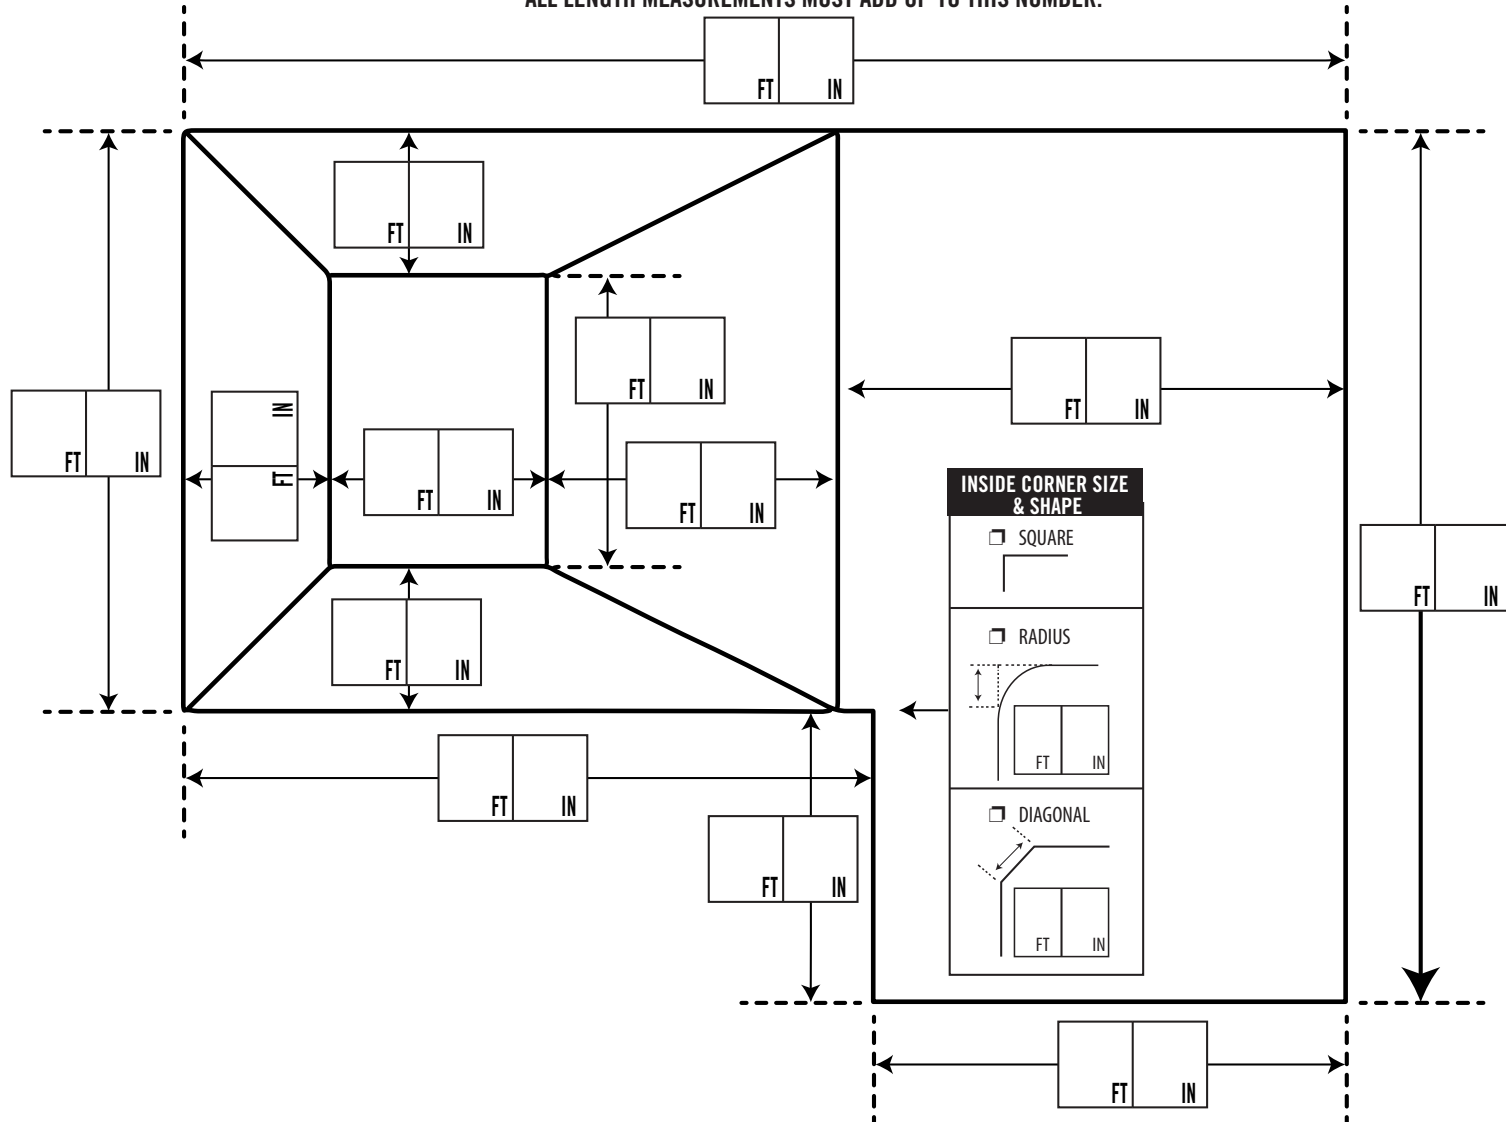 ALL LENGTH MEASUREMENTS MUST ADD UP TO THIS NUMBER.
FT IN
FT IN
FT IN
FT IN
FT IN
IN
FT
FT IN
FT IN
INSIDE CORNER SIZE
& SHAPE
SQUARE
FT IN
FT IN
RADIUS
FT IN
FT IN
DIAGONAL
FT IN
FT IN
FT IN